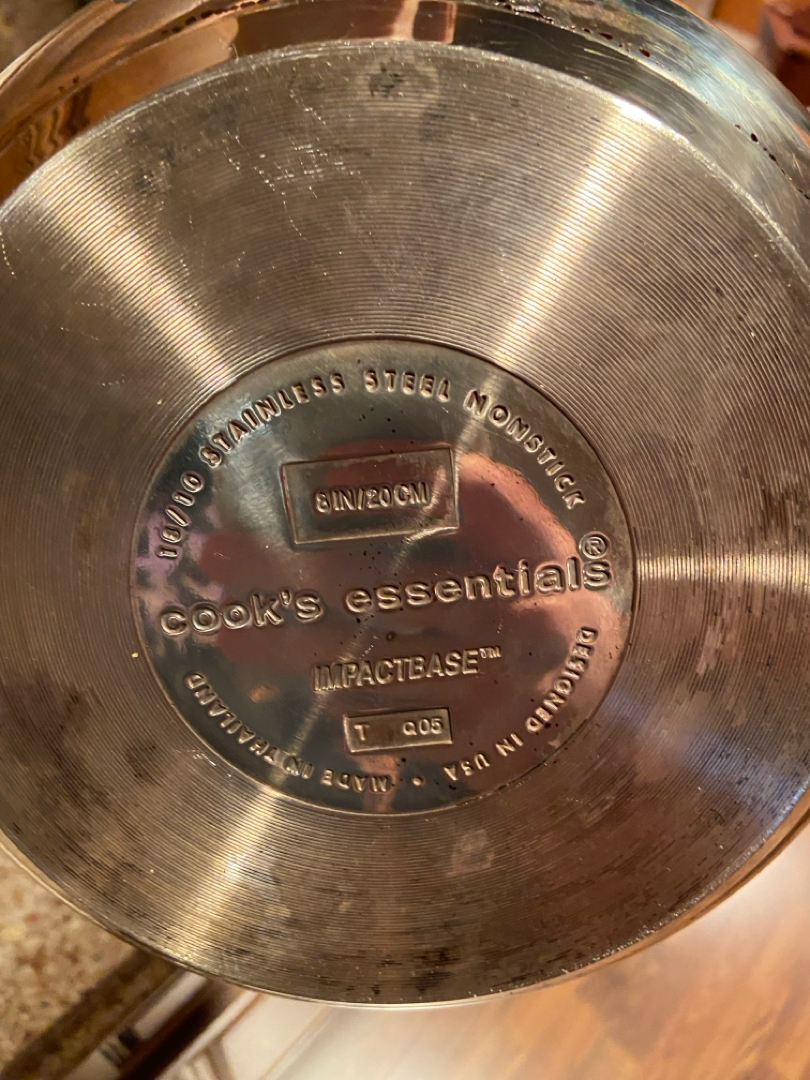 18/10 STAINLESS STEEL NONSTICK
8IN/20CM
cook's essentials®
IMPACTBASE™
T Q05
DESIGNED IN USA • MADE IN THAILAND